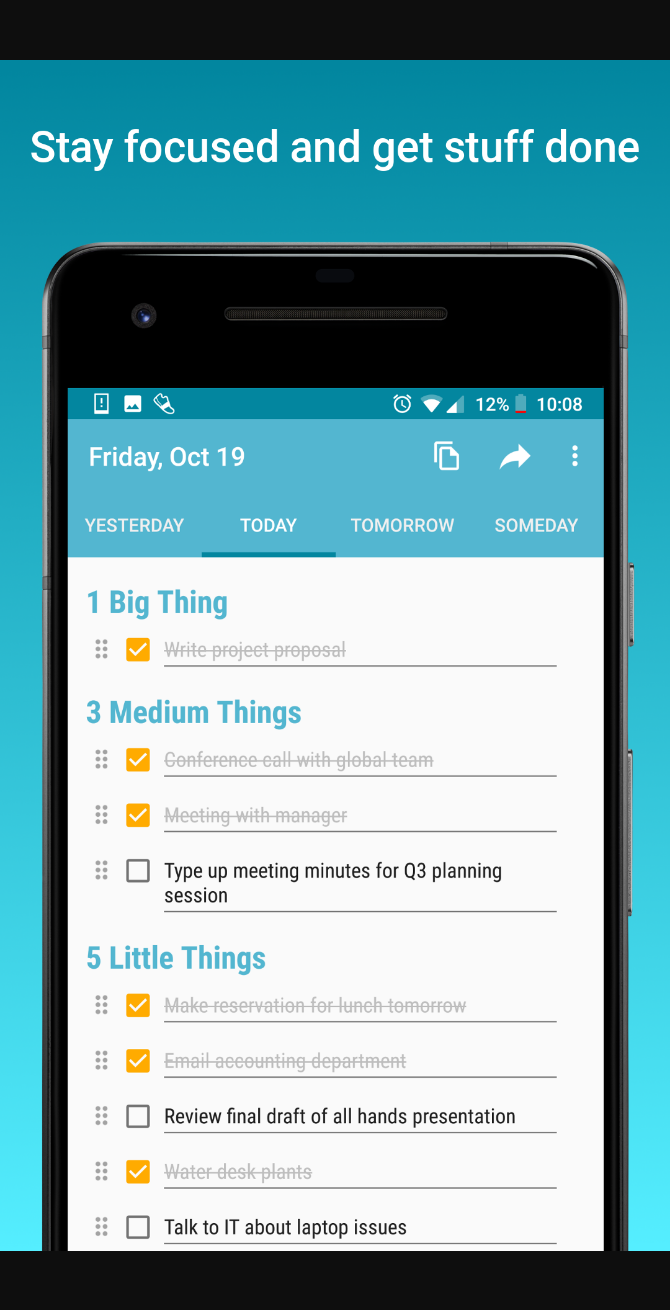 Stay focused and get stuff done
12% 10:08
Friday, Oct 19
YESTERDAY TODAY TOMORROW SOMEDAY
1 Big Thing
Write project proposal
3 Medium Things
Conference call with global team
Meeting with manager
Type up meeting minutes for Q3 planning
session
5 Little Things
Make reservation for lunch tomorrow
Email accounting department
Review final draft of all hands presentation
Water desk plants
Talk to IT about laptop issues